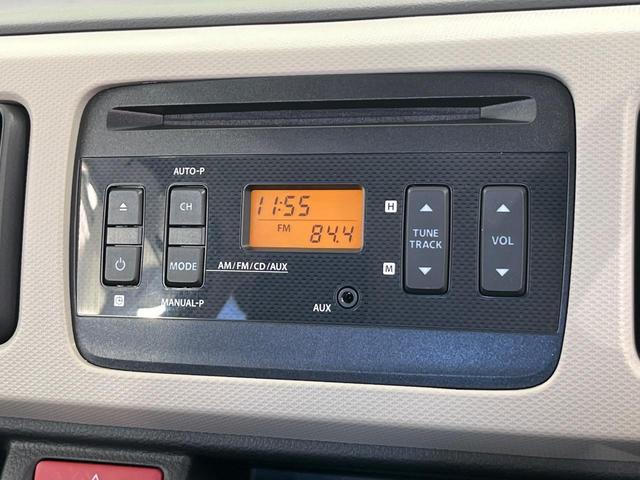 AUTO-P
CH
11:55
FM 84.4
H
TUNE
TRACK
VOL
MODE
AM/FM/CD/AUX
M
MANUAL-P
AUX